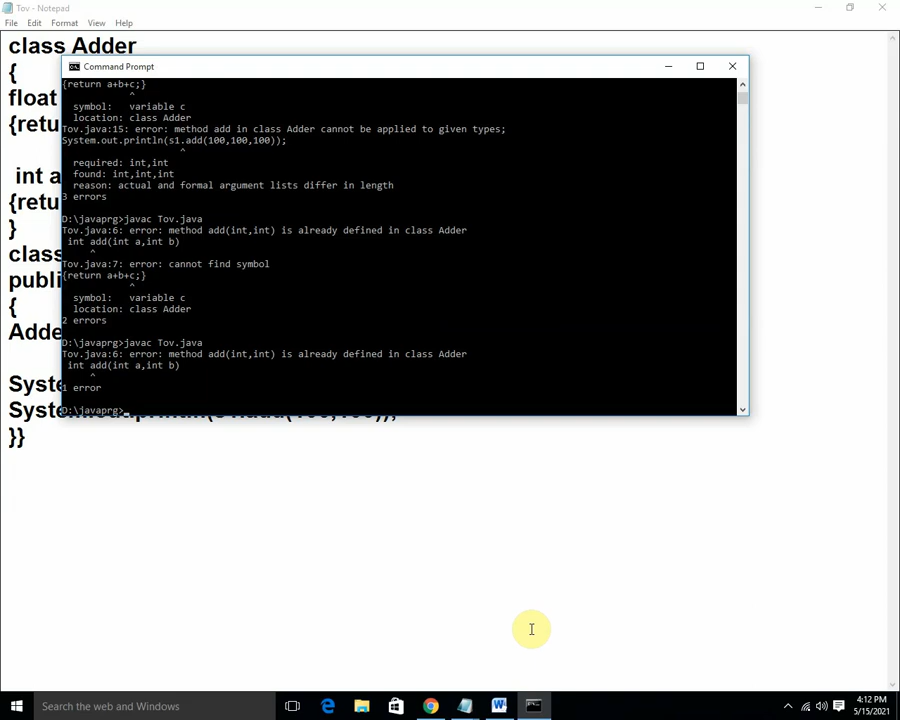 Tov - Notepad
File Edit Format View Help
class Adder
{
float
{retu
int a
{retu
}
class
publi
{
Adde
Syst
Syst
}}
Command Prompt
{return a+b+c;}
^
symbol:   variable c
location: class Adder
Tov.java:15: error: method add in class Adder cannot be applied to given types;
System.out.println(s1.add(100,100,100));
^
required: int,int
found: int,int,int
reason: actual and formal argument lists differ in length
3 errors
D:\javaprg>javac Tov.java
Tov.java:6: error: method add(int,int) is already defined in class Adder
int add(int a,int b)
^
Tov.java:7: error: cannot find symbol
{return a+b+c;}
^
symbol:   variable c
location: class Adder
2 errors
D:\javaprg>javac Tov.java
Tov.java:6: error: method add(int,int) is already defined in class Adder
int add(int a,int b)
^
1 error
D:\javaprg>
Search the web and Windows
4:12 PM
5/15/2021